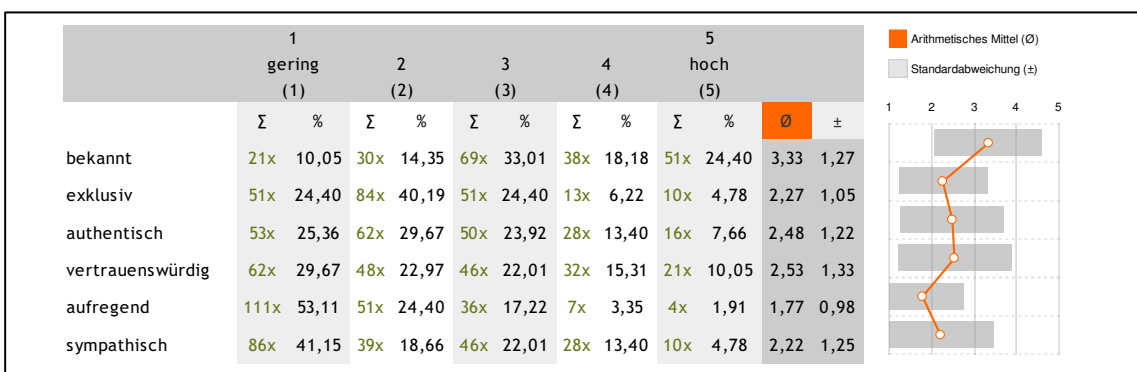 1 5
gering 2 3 4 hoch
(1) (2) (3) (4) (5)
Σ % Σ % Σ % Σ % Σ % Ø ±
bekannt 21x 10,05 30x 14,35 69x 33,01 38x 18,18 51x 24,40 3,33 1,27
exklusiv 51x 24,40 84x 40,19 51x 24,40 13x 6,22 10x 4,78 2,27 1,05
authentisch 53x 25,36 62x 29,67 50x 23,92 28x 13,40 16x 7,66 2,48 1,22
vertrauenswürdig 62x 29,67 48x 22,97 46x 22,01 32x 15,31 21x 10,05 2,53 1,33
aufregend 111x 53,11 51x 24,40 36x 17,22 7x 3,35 4x 1,91 1,77 0,98
sympathisch 86x 41,15 39x 18,66 46x 22,01 28x 13,40 10x 4,78 2,22 1,25
Arithmetisches Mittel (Ø)
Standardabweichung (±)
1 2 3 4 5